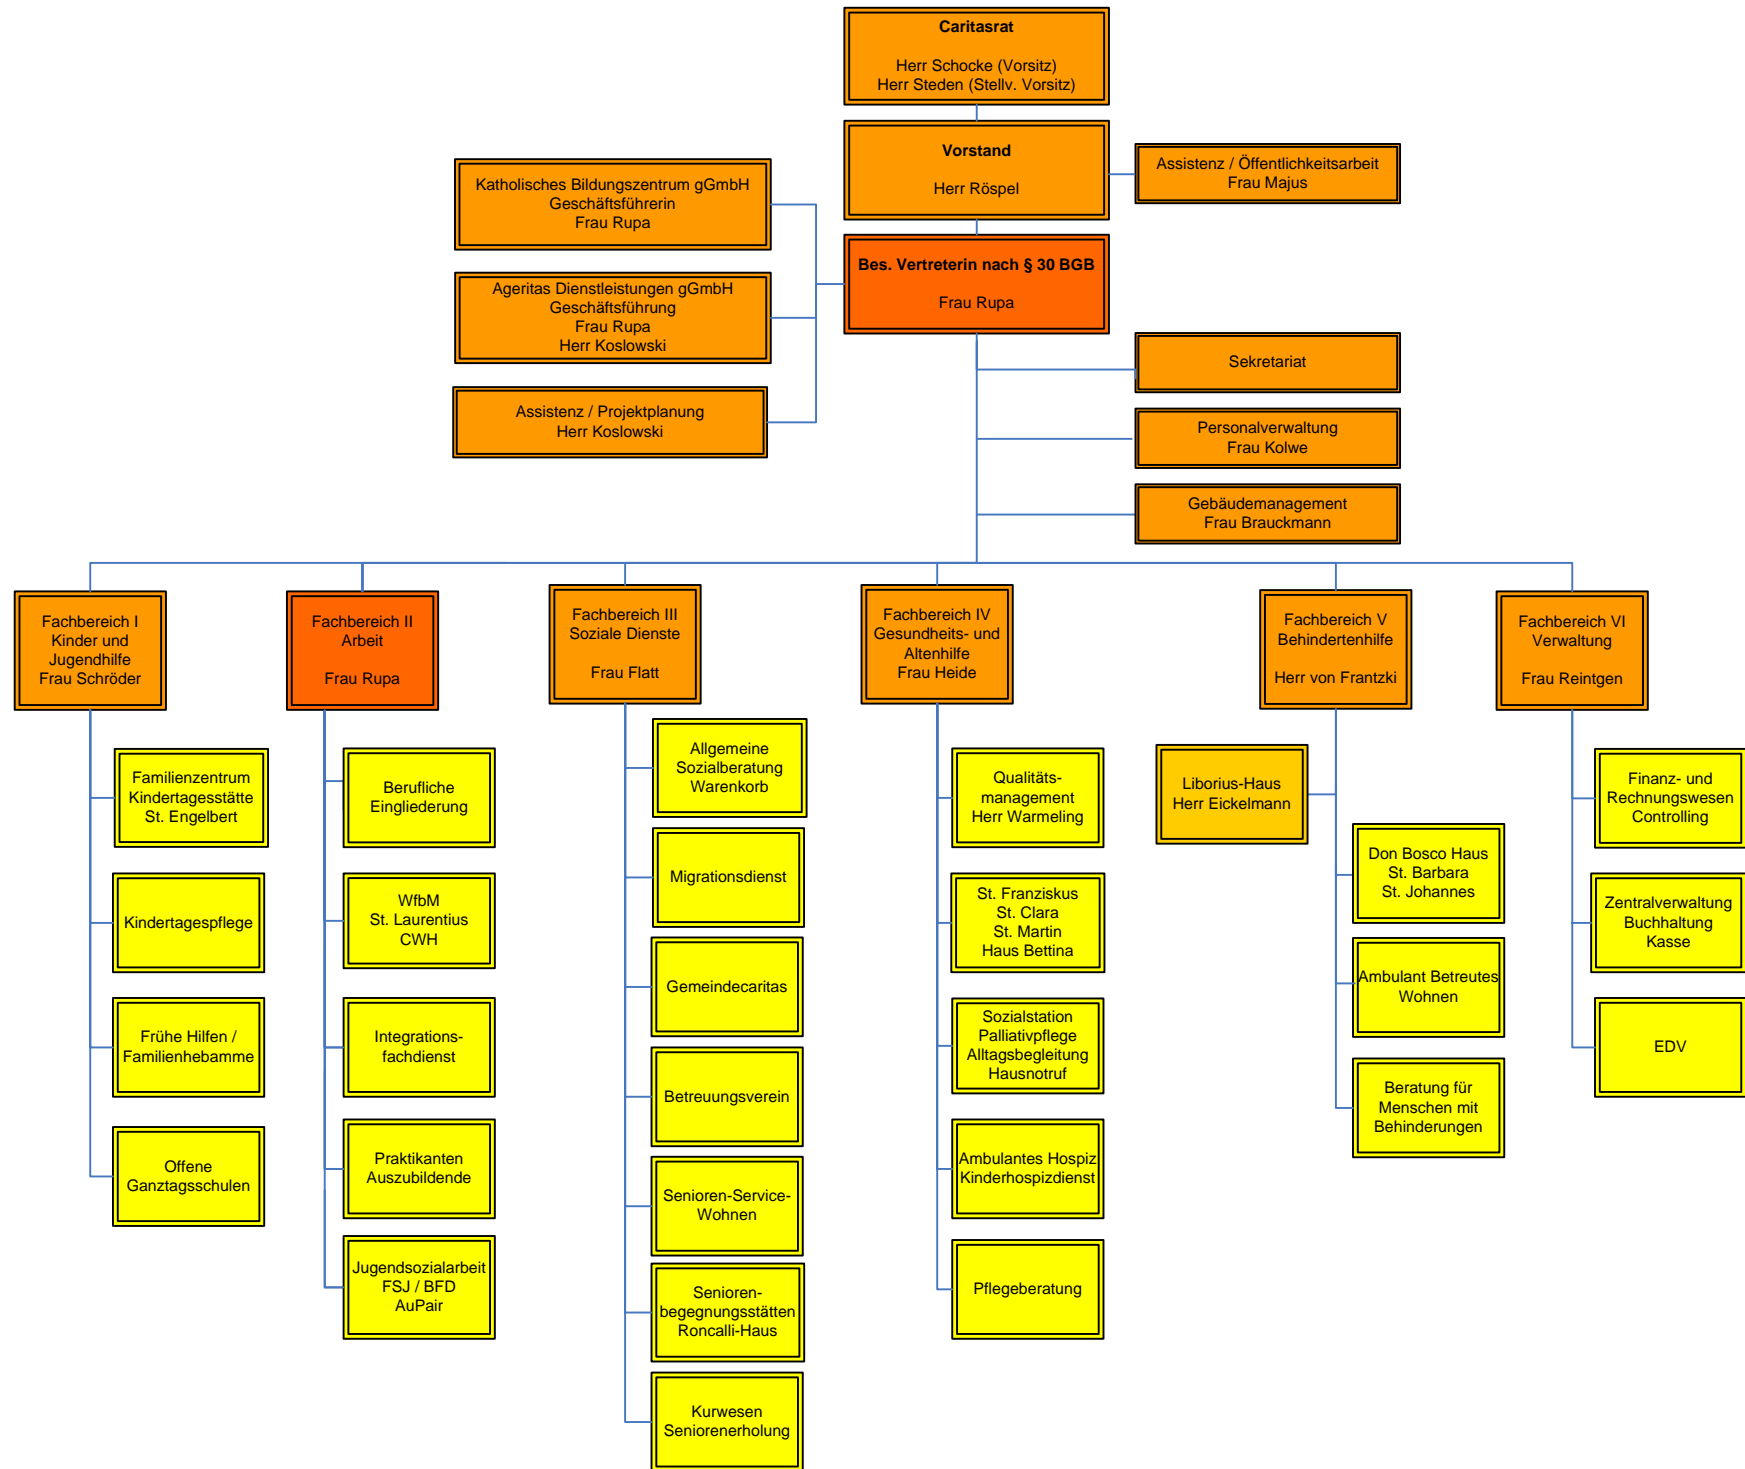 Caritasrat
Herr Schocke (Vorsitz)
Herr Steden (Stellv. Vorsitz)
Vorstand
Herr Röspel
Assistenz / Öffentlichkeitsarbeit
Frau Majus
Katholisches Bildungszentrum gGmbH
Geschäftsführerin
Frau Rupa
Bes. Vertreterin nach § 30 BGB
Frau Rupa
Ageritas Dienstleistungen gGmbH
Geschäftsführung
Frau Rupa
Herr Koslowski
Assistenz / Projektplanung
Herr Koslowski
Sekretariat
Personalverwaltung
Frau Kolwe
Gebäudemanagement
Frau Brauckmann
Fachbereich I
Kinder und
Jugendhilfe
Frau Schröder
Familienzentrum
Kindertagesstätte
St. Engelbert
Kindertagespflege
Frühe Hilfen /
Familienhebamme
Offene
Ganztagsschulen
Fachbereich II
Arbeit
Frau Rupa
Berufliche
Eingliederung
WfbM
St. Laurentius
CWH
Integrations-
fachdienst
Praktikanten
Auszubildende
Jugendsozialarbeit
FSJ / BFD
AuPair
Fachbereich III
Soziale Dienste
Frau Flatt
Allgemeine
Sozialberatung
Warenkorb
Migrationsdienst
Gemeindecaritas
Betreuungsverein
Senioren-Service-
Wohnen
Senioren-
begegnungsstätten
Roncalli-Haus
Kurwesen
Seniorenerholung
Fachbereich IV
Gesundheits- und
Altenhilfe
Frau Heide
Qualitäts-
management
Herr Warmeling
St. Franziskus
St. Clara
St. Martin
Haus Bettina
Sozialstation
Palliativpflege
Alltagsbegleitung
Hausnotruf
Ambulantes Hospiz
Kinderhospizdienst
Pflegeberatung
Fachbereich V
Behindertenhilfe
Herr von Frantzki
Liborius-Haus
Herr Eickelmann
Don Bosco Haus
St. Barbara
St. Johannes
Ambulant Betreutes
Wohnen
Beratung für
Menschen mit
Behinderungen
Fachbereich VI
Verwaltung
Frau Reintgen
Finanz- und
Rechnungswesen
Controlling
Zentralverwaltung
Buchhaltung
Kasse
EDV